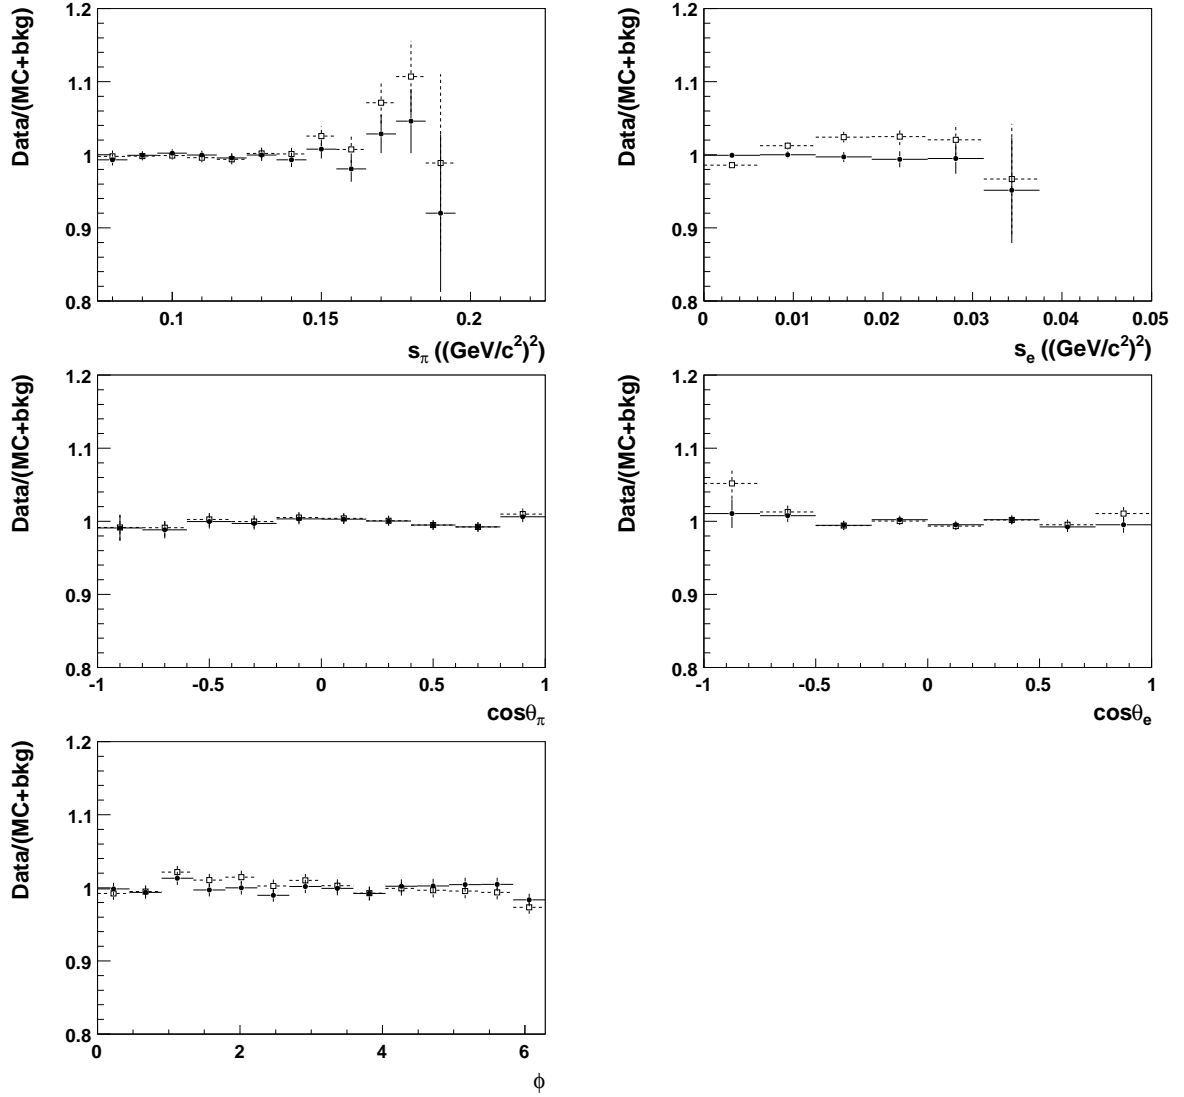 Data/(MC+bkg)
1.2
1.1
1
0.9
0.8
0.1 0.15 0.2
s_π ((GeV/c²)²)
Data/(MC+bkg)
1.2
1.1
1
0.9
0.8
0 0.01 0.02 0.03 0.04 0.05
s_e ((GeV/c²)²)
Data/(MC+bkg)
1.2
1.1
1
0.9
0.8
-1 -0.5 0 0.5 1
cosθ_π
Data/(MC+bkg)
1.2
1.1
1
0.9
0.8
-1 -0.5 0 0.5 1
cosθ_e
Data/(MC+bkg)
1.2
1.1
1
0.9
0.8
0 2 4 6
ϕ